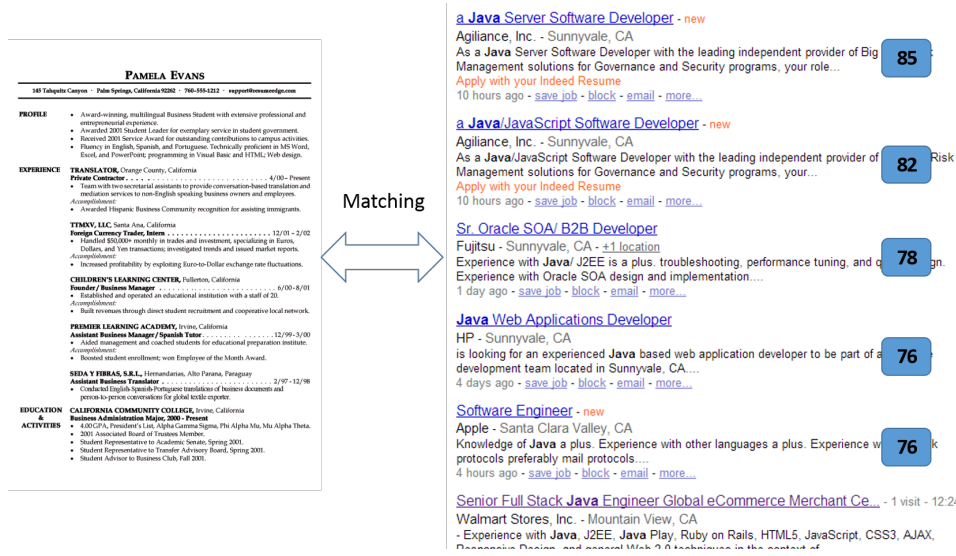 PAMELA EVANS
145 Tahquitz Canyon · Palm Springs, California 92262 · 760-555-1212 · support@resumeedge.com
PROFILE
• Award-winning, multilingual Business Student with extensive professional and
entrepreneurial experience.
• Awarded 2001 Student Leader for exemplary service in student government.
• Received 2001 Service Award for outstanding contributions to campus activities.
• Fluency in English, Spanish, and Portuguese. Technically proficient in MS Word,
Excel, and PowerPoint; programming in Visual Basic and HTML; Web design.
EXPERIENCE
TRANSLATOR, Orange County, California
Private Contractor . . . . . . . . . . . . . . . . . . . . . . . . . . . 4/00– Present
• Team with two secretarial assistants to provide conversation-based translation and
mediation services to non-English speaking business owners and employees.
Accomplishment:
• Awarded Hispanic Business Community recognition for assisting immigrants.
TTMXV, LLC, Santa Ana, California
Foreign Currency Trader, Intern . . . . . . . . . . . . . . . . . . 12/01 – 2/02
• Handled $50,000+ monthly in trades and investment, specializing in Euros,
Dollars, and Yen transactions; investigated trends and issued market reports.
Accomplishment:
• Increased profitability by exploiting Euro-to-Dollar exchange rate fluctuations.
CHILDREN'S LEARNING CENTER, Fullerton, California
Founder/ Business Manager . . . . . . . . . . . . . . . . . . . . . 6/00 - 8/01
• Established and operated an educational institution with a staff of 20.
Accomplishment:
• Built revenues through direct student recruitment and cooperative local network.
PREMIER LEARNING ACADEMY, Irvine, California
Assistant Business Manager/ Spanish Tutor . . . . . . . . . . . . 12/99 - 3/00
• Aided management and coached students for educational preparation institute.
Accomplishment:
• Boosted student enrollment; won Employee of the Month Award.
SEDA Y FIBRAS, S.R.L., Hernandarias, Alto Parana, Paraguay
Assistant Business Translator . . . . . . . . . . . . . . . . . . . . 2/97 - 12/98
• Conducted English-Spanish-Portuguese translations of business documents and
person-to-person conversations for global textile exporter.
EDUCATION
&
ACTIVITIES
CALIFORNIA COMMUNITY COLLEGE, Irvine, California
Business Administration Major, 2000 - Present
• 4.00 GPA, President's List, Alpha Gamma Sigma, Phi Alpha Mu, Mu Alpha Theta.
• 2001 Associated Board of Trustees Member.
• Student Representative to Academic Senate, Spring 2001.
• Student Representative to Transfer Advisory Board, Spring 2001.
• Student Advisor to Business Club, Fall 2001.
Matching
a Java Server Software Developer - new
Agiliance, Inc. - Sunnyvale, CA
As a Java Server Software Developer with the leading independent provider of Big
Management solutions for Governance and Security programs, your role...
Apply with your Indeed Resume
10 hours ago - save job - block - email - more...
85
a Java/JavaScript Software Developer - new
Agiliance, Inc. - Sunnyvale, CA
As a Java/JavaScript Software Developer with the leading independent provider of Risk
Management solutions for Governance and Security programs, your...
Apply with your Indeed Resume
10 hours ago - save job - block - email - more...
82
Sr. Oracle SOA/ B2B Developer
Fujitsu - Sunnyvale, CA - +1 location
Experience with Java/ J2EE is a plus. troubleshooting, performance tuning, and
Experience with Oracle SOA design and implementation....
1 day ago - save job - block - email - more...
78
Java Web Applications Developer
HP - Sunnyvale, CA
is looking for an experienced Java based web application developer to be part of
development team located in Sunnyvale, CA....
4 days ago - save job - block - email - more...
76
Software Engineer - new
Apple - Santa Clara Valley, CA
Knowledge of Java a plus. Experience with other languages a plus. Experience
protocols preferably mail protocols....
4 hours ago - save job - block - email - more...
76
Senior Full Stack Java Engineer Global eCommerce Merchant Ce... - 1 visit - 12:24
Walmart Stores, Inc. - Mountain View, CA
- Experience with Java, J2EE, Java Play, Ruby on Rails, HTML5, JavaScript, CSS3, AJAX,
Responsive Design, and general Web 2.0 techniques in the context of